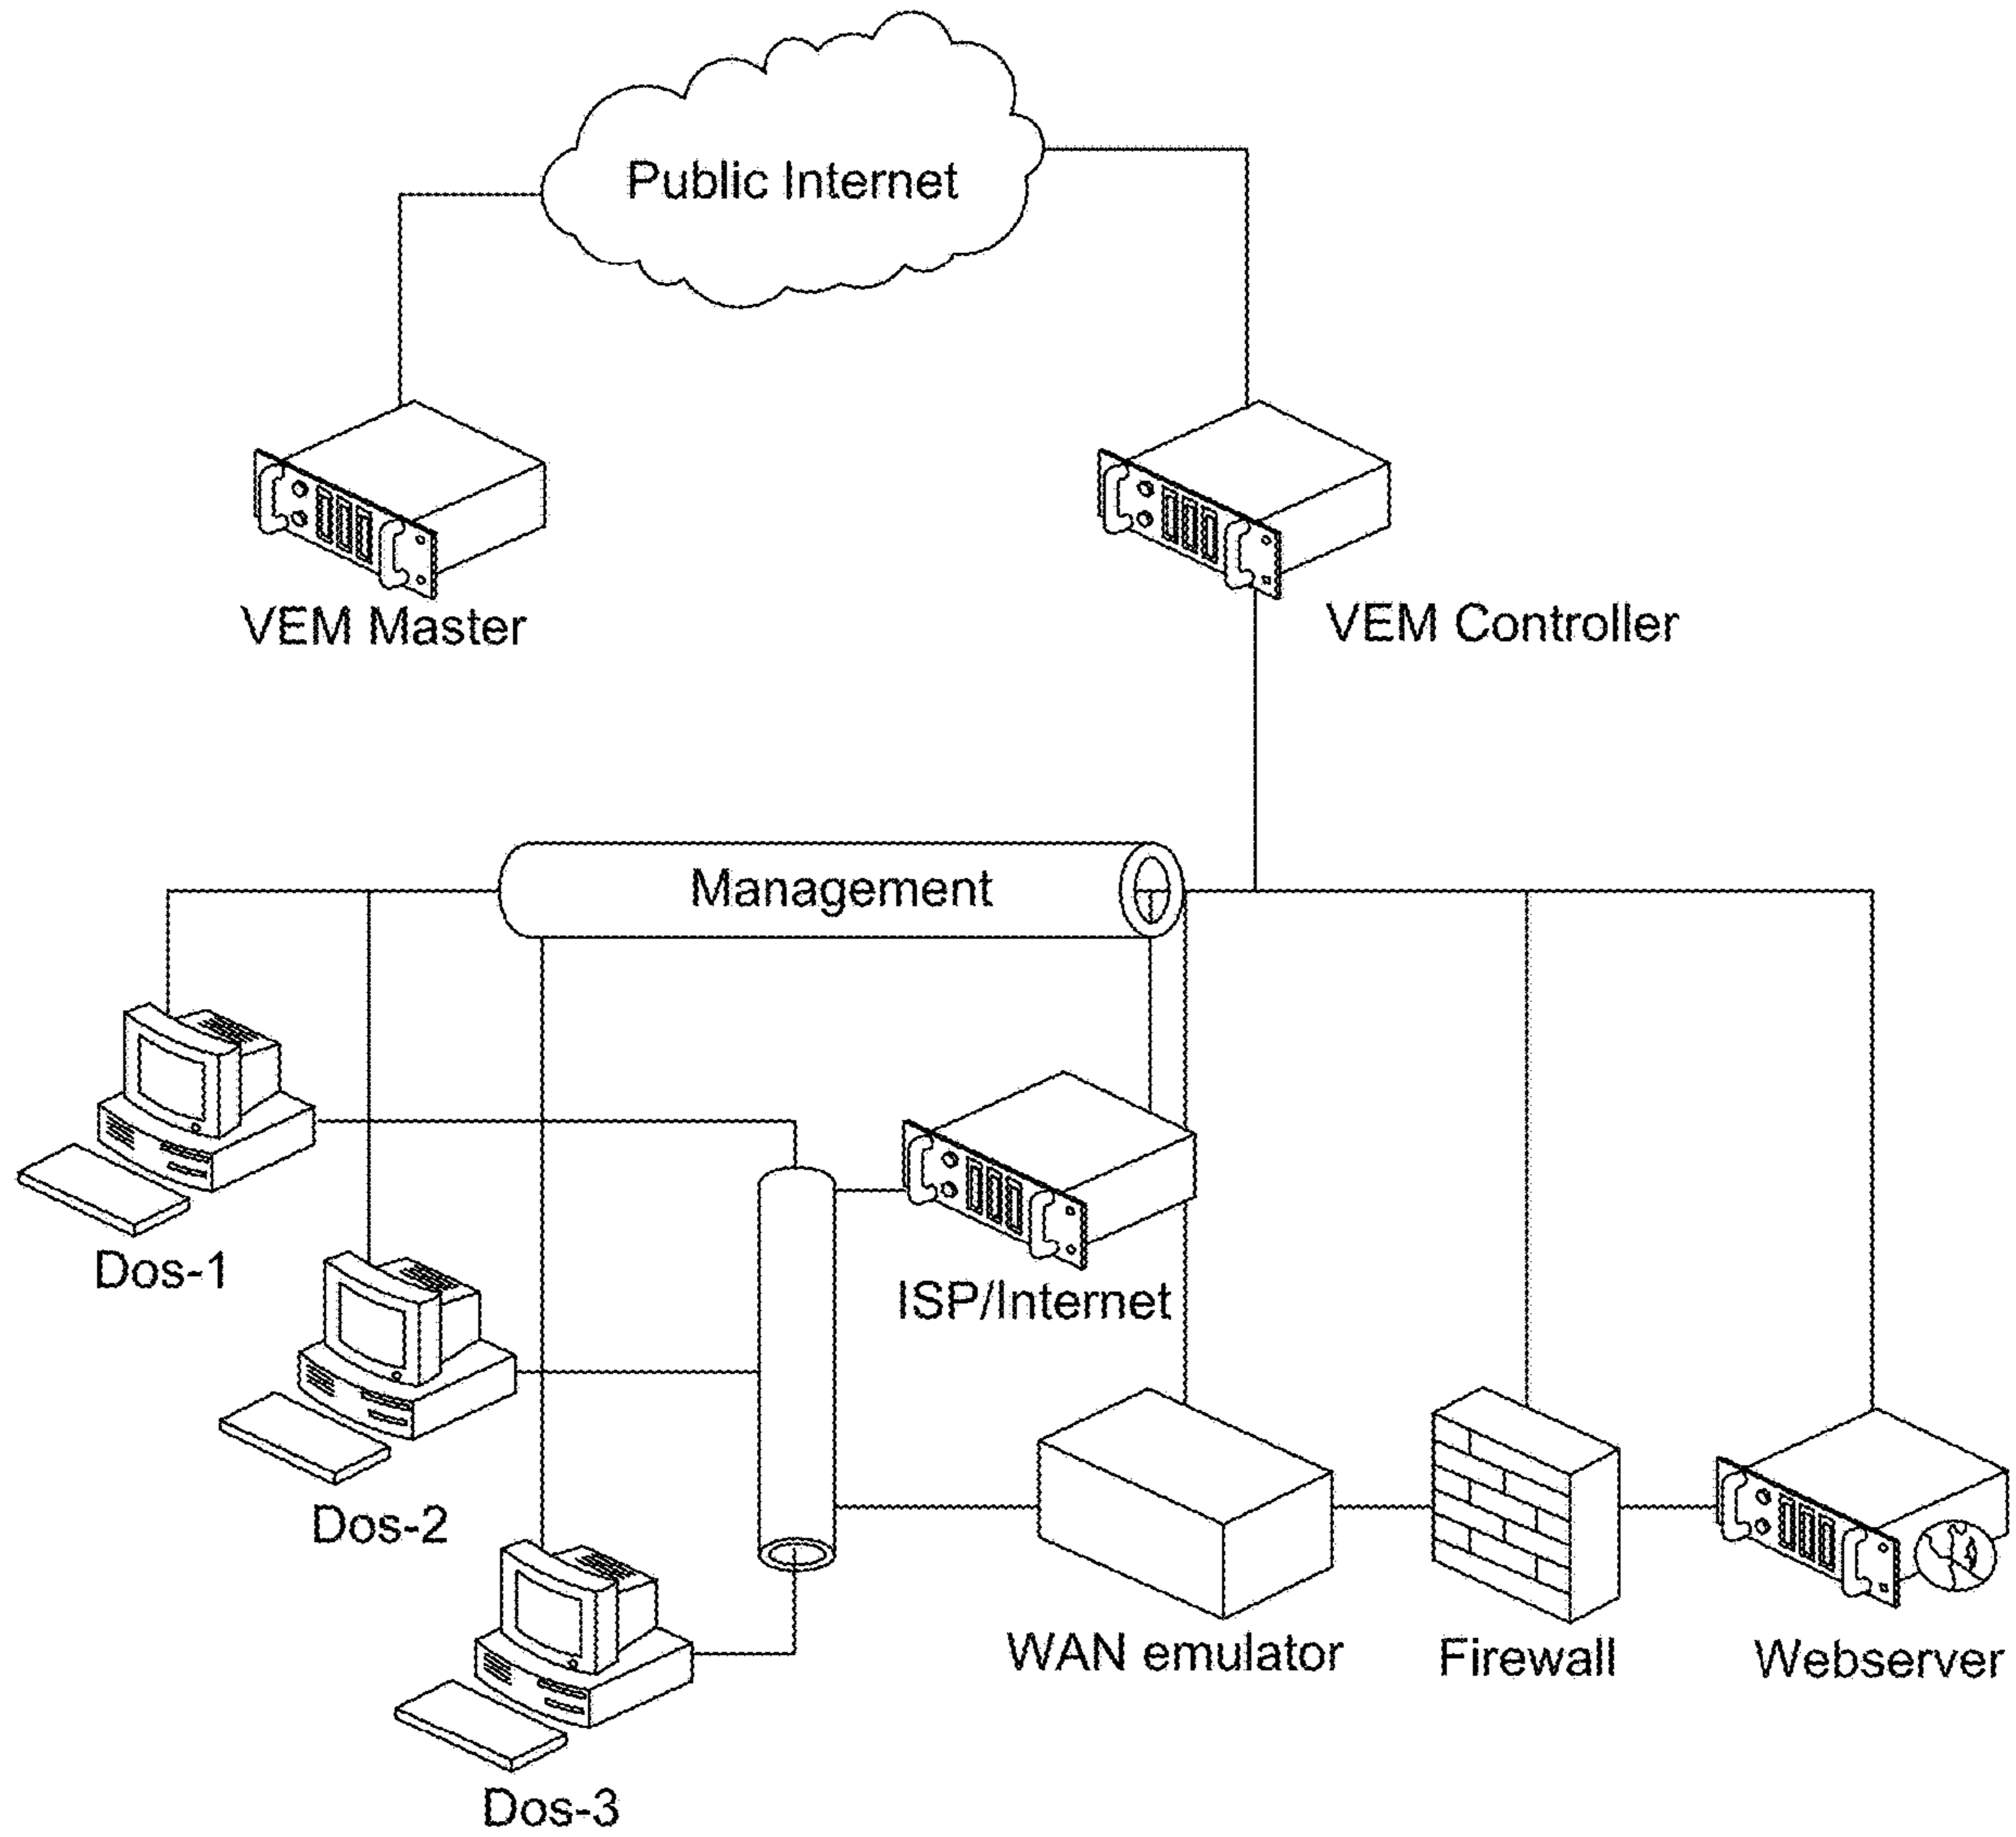 Public Internet
VEM Master
VEM Controller
Management
Dos-1
ISP/Internet
Dos-2
WAN emulator
Firewall
Webserver
Dos-3